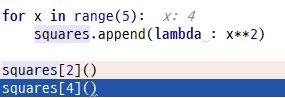 for x in range(5): x: 4
squares.append(lambda : x**2)
squares[2]()
squares[4]()